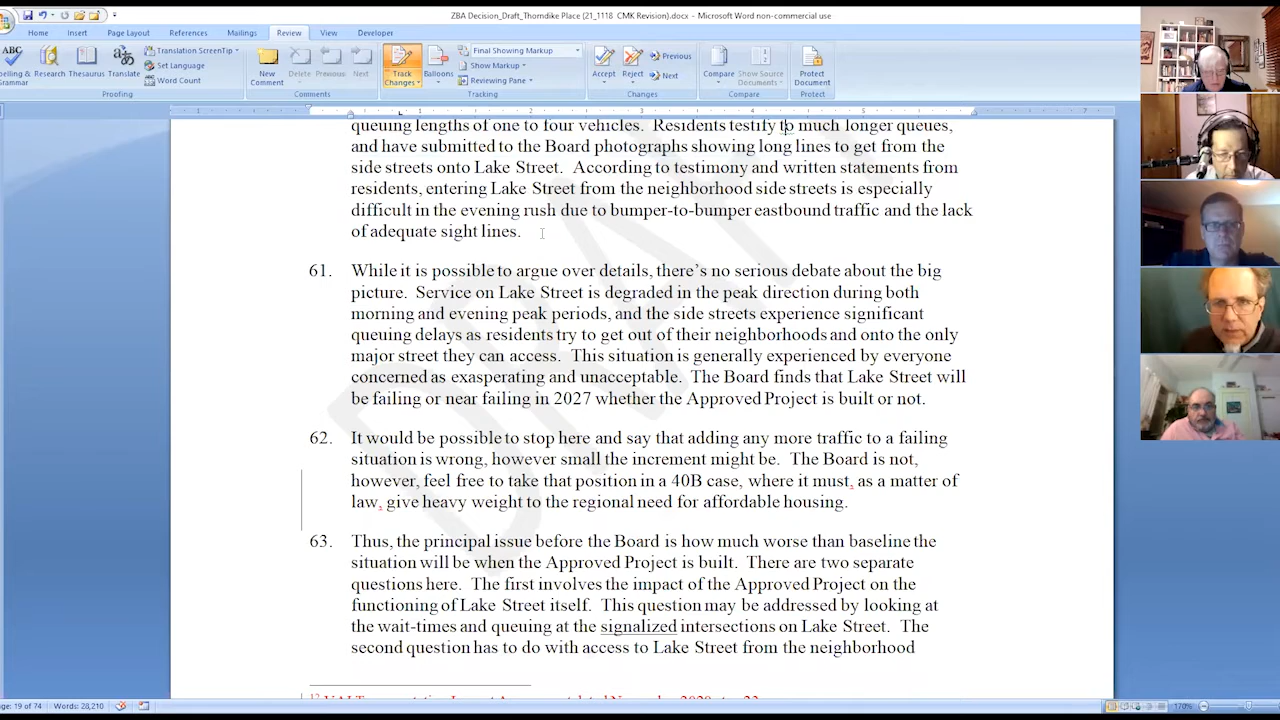 ZBA Decision_Draft_Thorndike Place (21_1118 CMK Revision).docx - Microsoft Word non-commercial use
Home Insert Page Layout References Mailings Review View Developer
Research Thesaurus Translate
Translation ScreenTip
Set Language
Word Count
New Comment Delete Previous Next
Track Changes Balloons
Final Showing Markup
Show Markup
Reviewing Pane
Accept Reject
Previous
Next
Compare Show Source Documents
Protect Document
Proofing Comments Tracking Changes Compare Protect
queuing lengths of one to four vehicles. Residents testify to much longer queues,
and have submitted to the Board photographs showing long lines to get from the
side streets onto Lake Street. According to testimony and written statements from
residents, entering Lake Street from the neighborhood side streets is especially
difficult in the evening rush due to bumper-to-bumper eastbound traffic and the lack
of adequate sight lines.
61. While it is possible to argue over details, there's no serious debate about the big
picture. Service on Lake Street is degraded in the peak direction during both
morning and evening peak periods, and the side streets experience significant
queuing delays as residents try to get out of their neighborhoods and onto the only
major street they can access. This situation is generally experienced by everyone
concerned as exasperating and unacceptable. The Board finds that Lake Street will
be failing or near failing in 2027 whether the Approved Project is built or not.
62. It would be possible to stop here and say that adding any more traffic to a failing
situation is wrong, however small the increment might be. The Board is not,
however, feel free to take that position in a 40B case, where it must, as a matter of
law, give heavy weight to the regional need for affordable housing.
63. Thus, the principal issue before the Board is how much worse than baseline the
situation will be when the Approved Project is built. There are two separate
questions here. The first involves the impact of the Approved Project on the
functioning of Lake Street itself. This question may be addressed by looking at
the wait-times and queuing at the signalized intersections on Lake Street. The
second question has to do with access to Lake Street from the neighborhood
DRAFT
19 of 74 Words: 28,210 170%